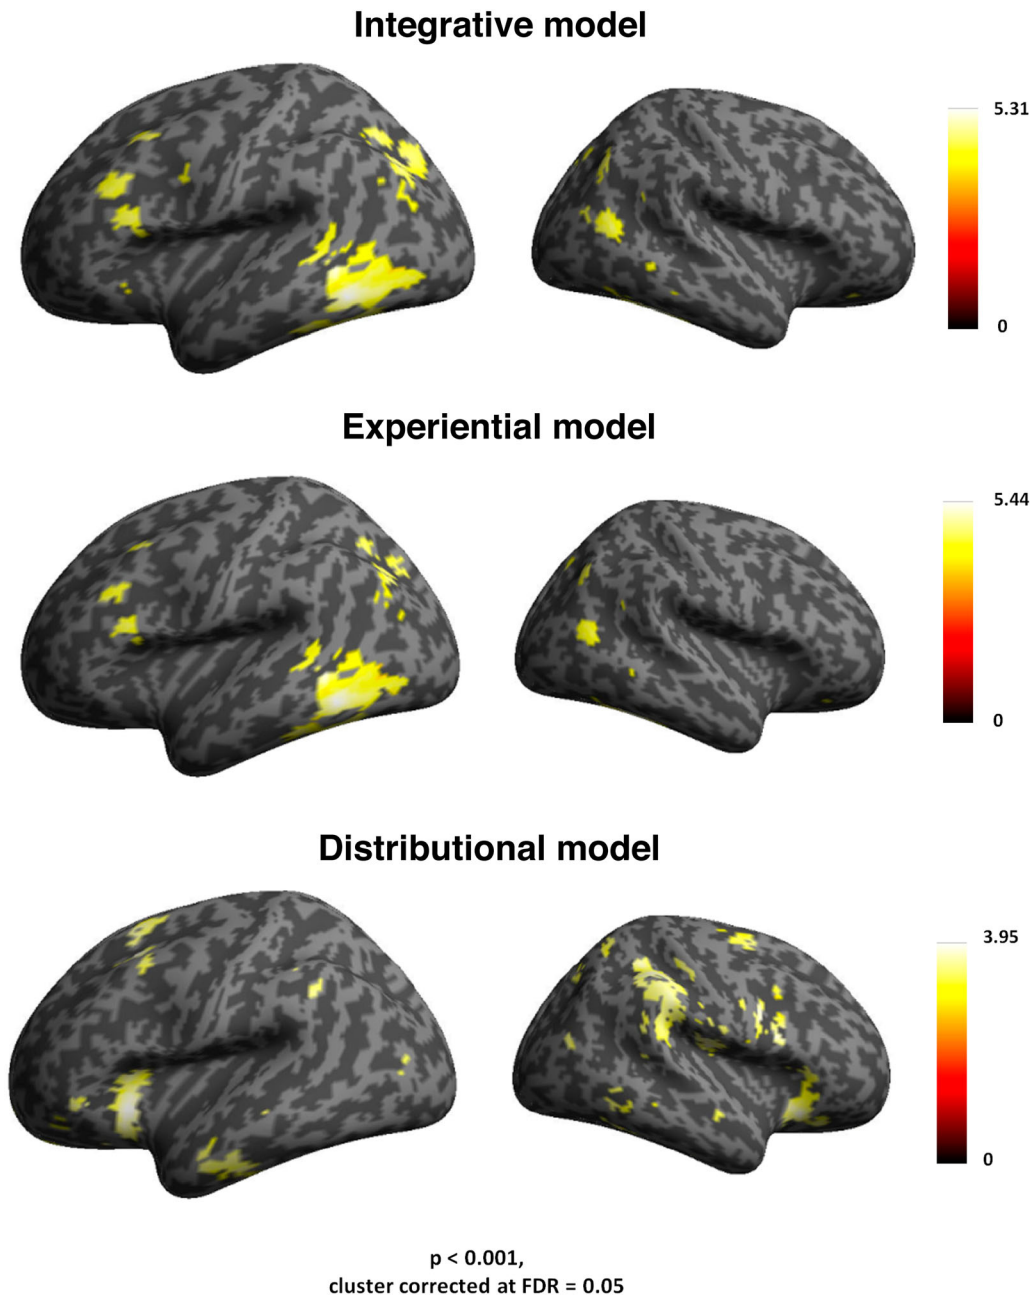 Integrative model
5.31
0
Experiential model
5.44
0
Distributional model
3.95
0
p < 0.001,
cluster corrected at FDR = 0.05